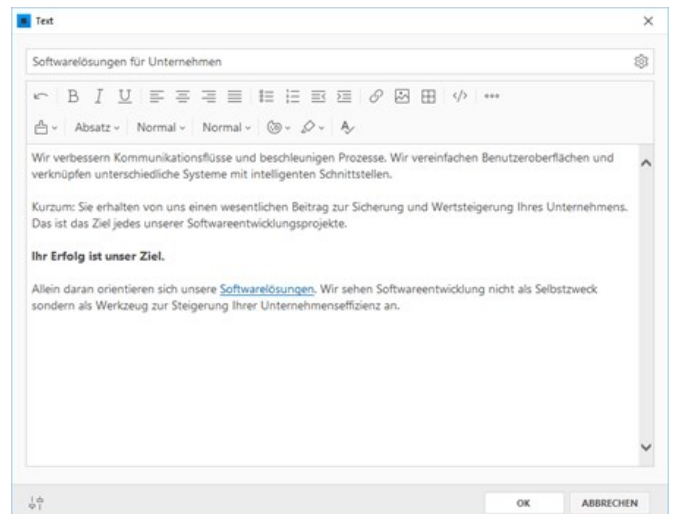 Text
Softwarelösungen für Unternehmen
B I U </>
Absatz Normal Normal
Wir verbessern Kommunikationsflüsse und beschleunigen Prozesse. Wir vereinfachen Benutzeroberflächen und
verknüpfen unterschiedliche Systeme mit intelligenten Schnittstellen.
Kurzum: Sie erhalten von uns einen wesentlichen Beitrag zur Sicherung und Wertsteigerung Ihres Unternehmens.
Das ist das Ziel jedes unserer Softwareentwicklungsprojekte.
Ihr Erfolg ist unser Ziel.
Allein daran orientieren sich unsere Softwarelösungen. Wir sehen Softwareentwicklung nicht als Selbstzweck
sondern als Werkzeug zur Steigerung Ihrer Unternehmenseffizienz an.
OK ABBRECHEN